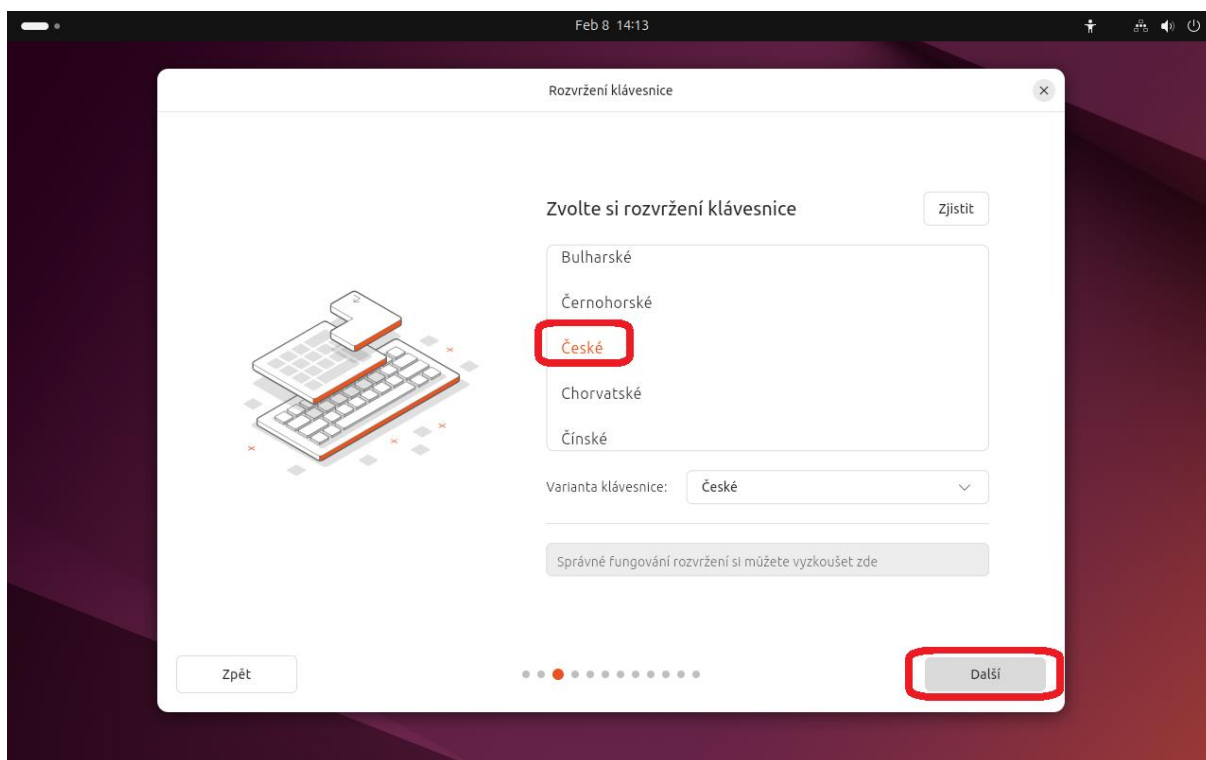 Feb 8 14:13
Rozvržení klávesnice
Zvolte si rozvržení klávesnice
Zjistit
Bulharské
Černohorské
České
Chorvatské
Čínské
Varianta klávesnice: České
Správné fungování rozvržení si můžete vyzkoušet zde
Zpět
Další